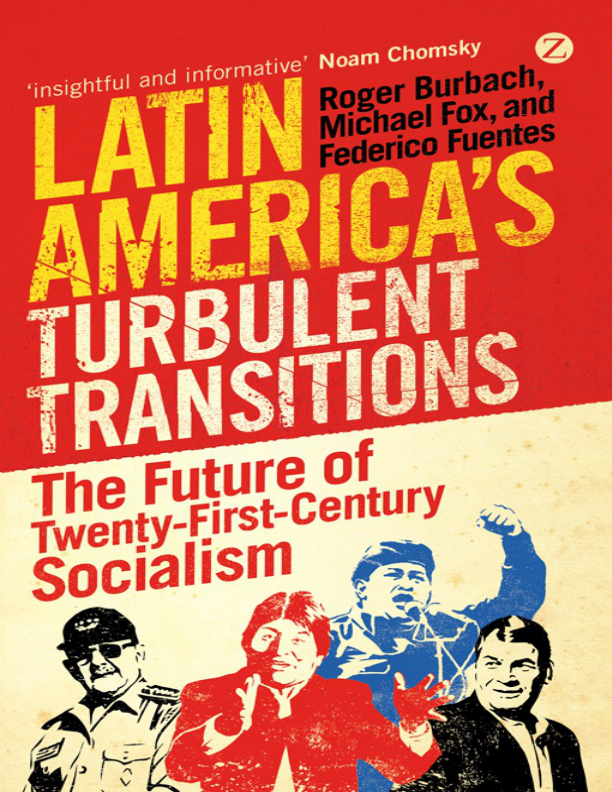 ‘insightful and informative’ Noam Chomsky
Z
LATIN
AMERICA’S
Roger Burbach,
Michael Fox, and
Federico Fuentes
TURBULENT
TRANSITIONS
The Future of
Twenty-First-Century
Socialism